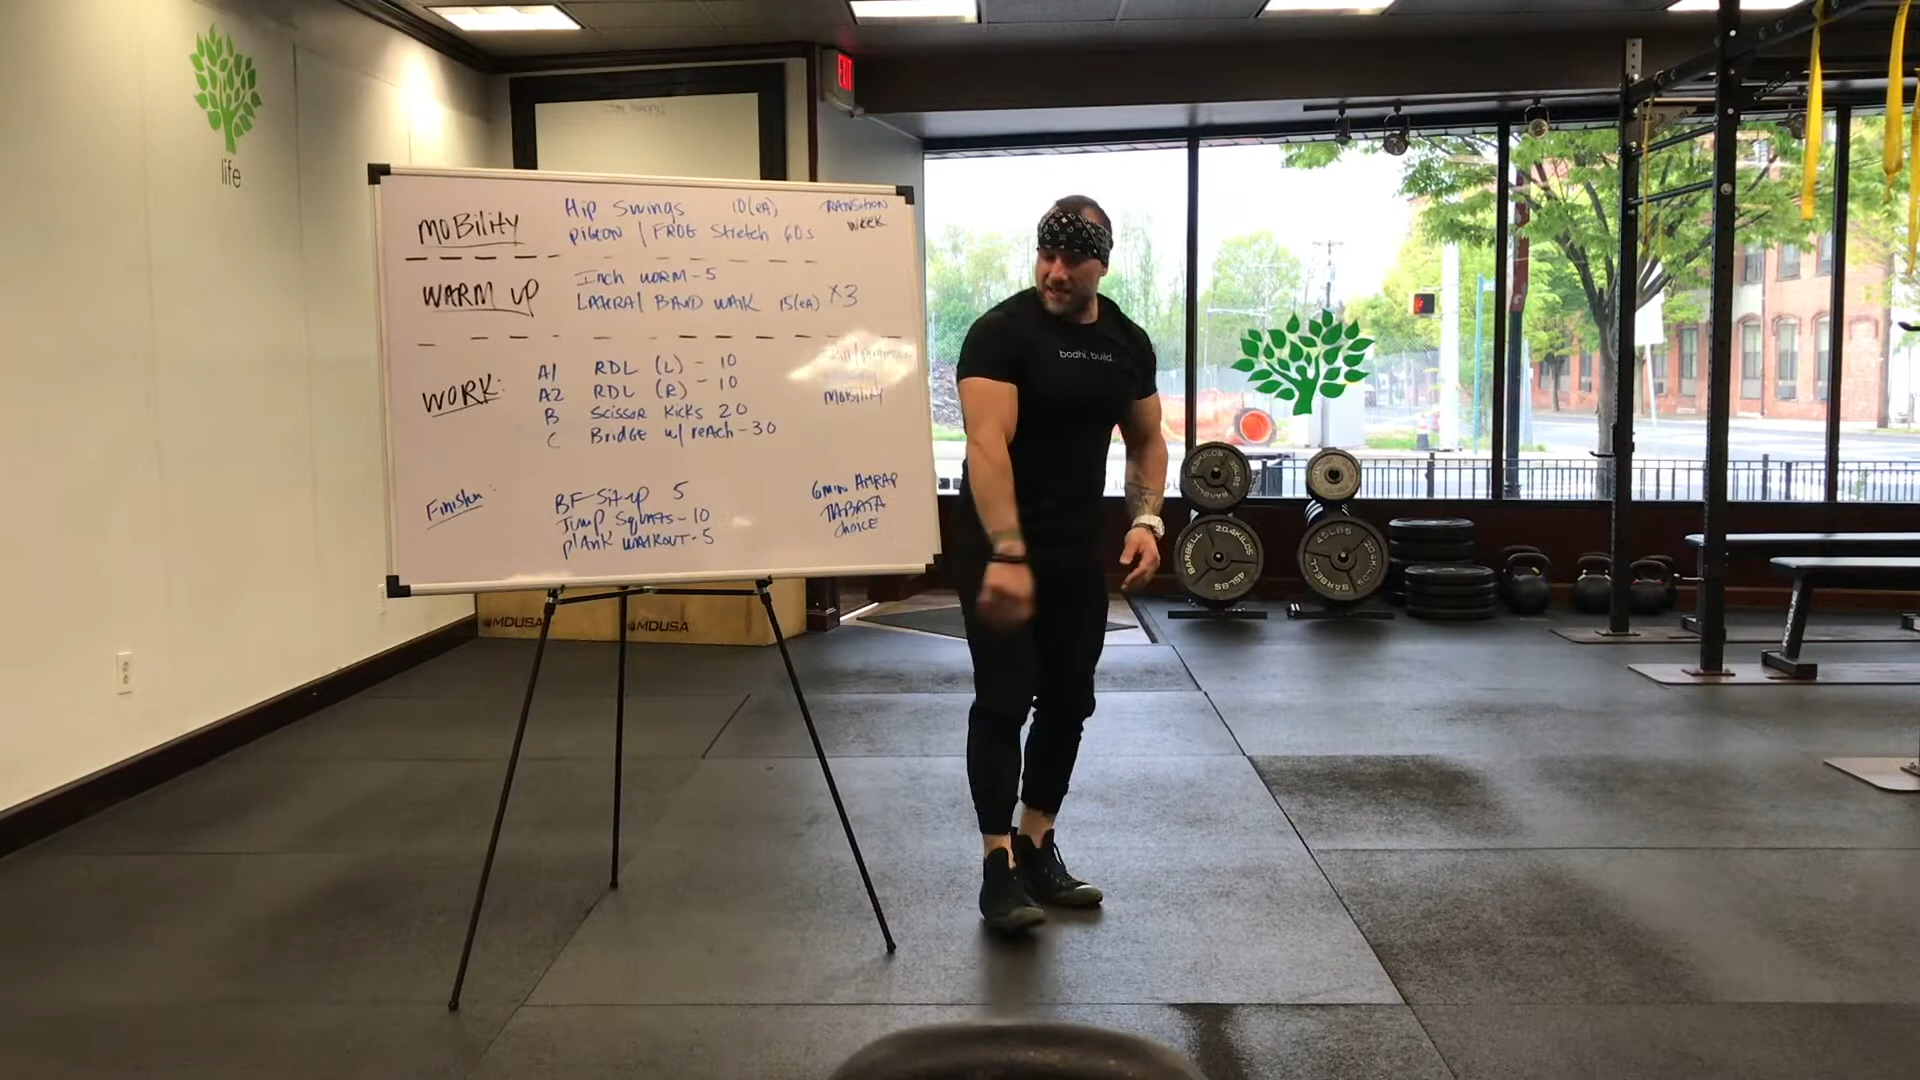 life
EXIT
MOBILITY
Hip Swings 10(EA)
PIGEON / FROG Stretch 60s
TRANSITION
WEEK
WARM UP
Inch WORM - 5
LATERAL BAND WALK 15(EA) X3
WORK:
A1 RDL (L) - 10
A2 RDL (R) - 10
B SCISSOR KICKS 20
C BRIDGE w/ reAch - 30
MOBILITY
Finisher:
BF-Sit-up 5
Jump Squats - 10
plAnk WALKOUT - 5
6min AMRAP
TABATA
CHOICE
bodhi. build.
MDUSA
MDUSA
BARBELL
20.4KILOS
45LBS
BARBELL
45LBS
20.4KILOS
BARBELL